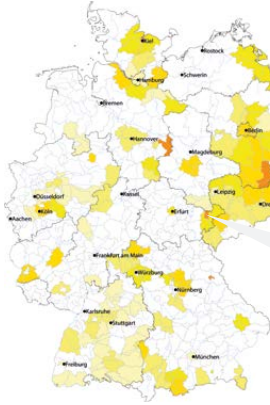 Kiel
Rostock
Hamburg
Schwerin
Bremen
Berlin
Hannover
Magdeburg
Düsseldorf
Kassel
Leipzig
Köln
Erfurt
Aachen
Frankfurt am Main
Würzburg
Nürnberg
Karlsruhe
Stuttgart
Freiburg
München